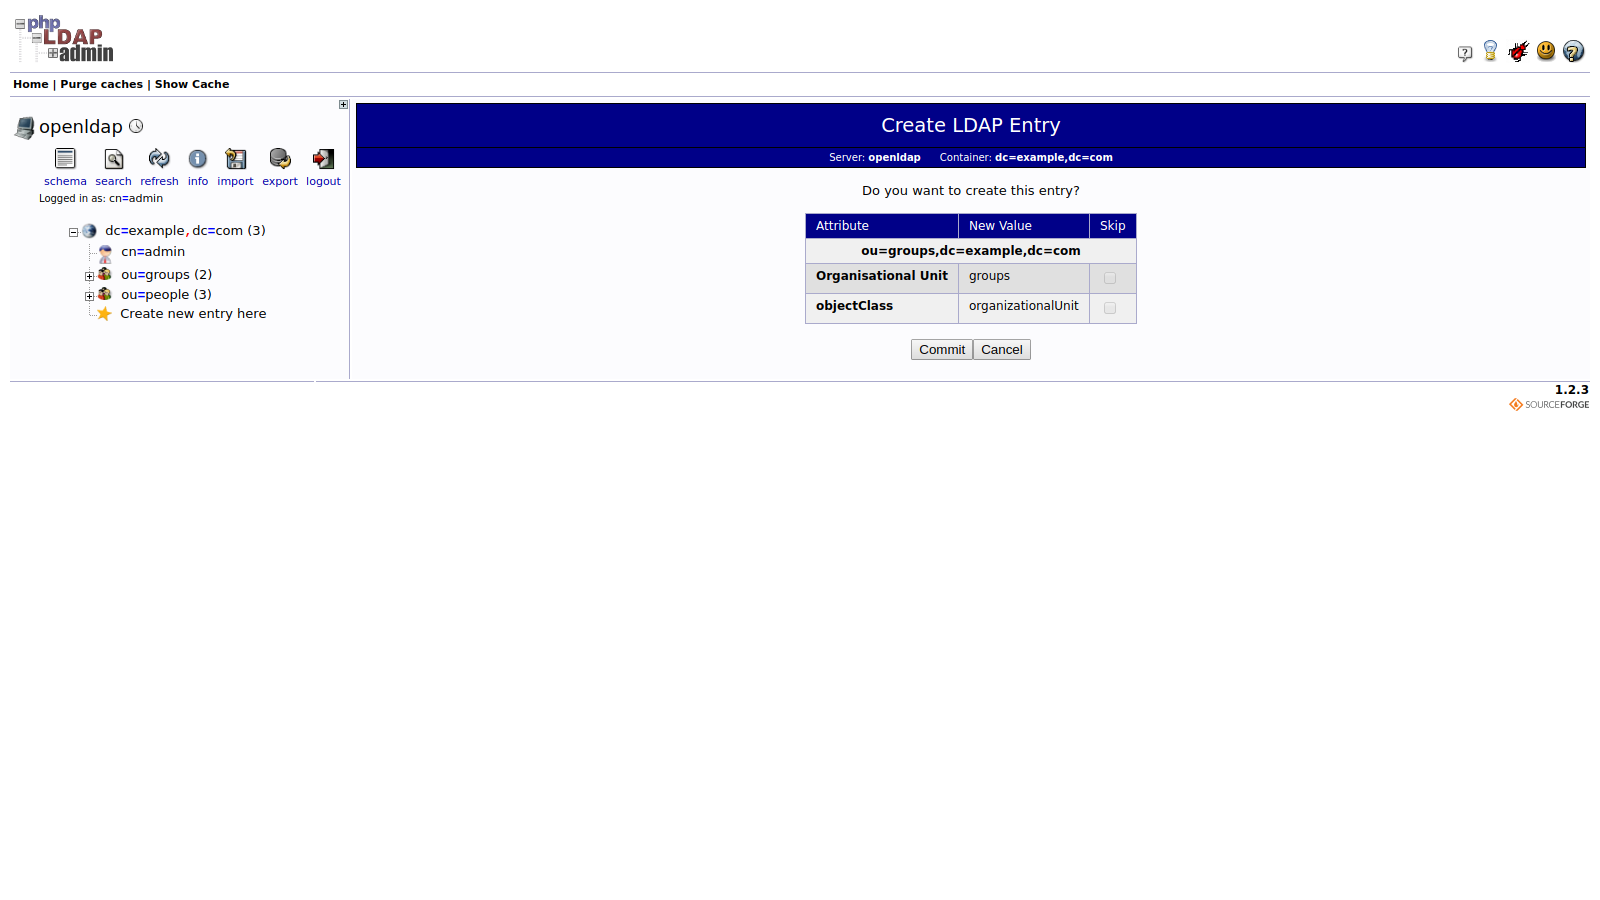 php
LDAP
admin
Home | Purge caches | Show Cache
openldap
schema search refresh info import export logout
Logged in as: cn=admin
dc=example,dc=com (3)
cn=admin
ou=groups (2)
ou=people (3)
Create new entry here
Create LDAP Entry
Server: openldap Container: dc=example,dc=com
Do you want to create this entry?
Attribute New Value Skip
ou=groups,dc=example,dc=com
Organisational Unit groups
objectClass organizationalUnit
Commit Cancel
1.2.3
SOURCEFORGE